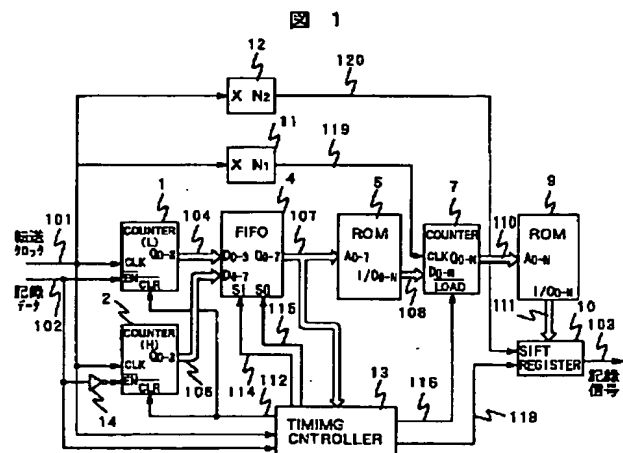 図 1
12
120
X N2
11
119
X N1
1
4
5
7
9
101
転送
クロック
COUNTER
(L)
Q0-3
CLK
EN
CLR
104
FIFO
D0-3 Q0-7
D4-7
SI SO
107
ROM
A0-7
I/O0-N
108
COUNTER
CLK Q0-N
D0-N
LOAD
110
ROM
A0-N
I/O0-N
111
10
103
記録
データ
102
2
COUNTER
(H)
Q0-3
CLK
EN
CLR
105
115
114
112
13
116
SIFT
REGISTER
記録
信号
14
TIMIMG
CNTROLLER
118